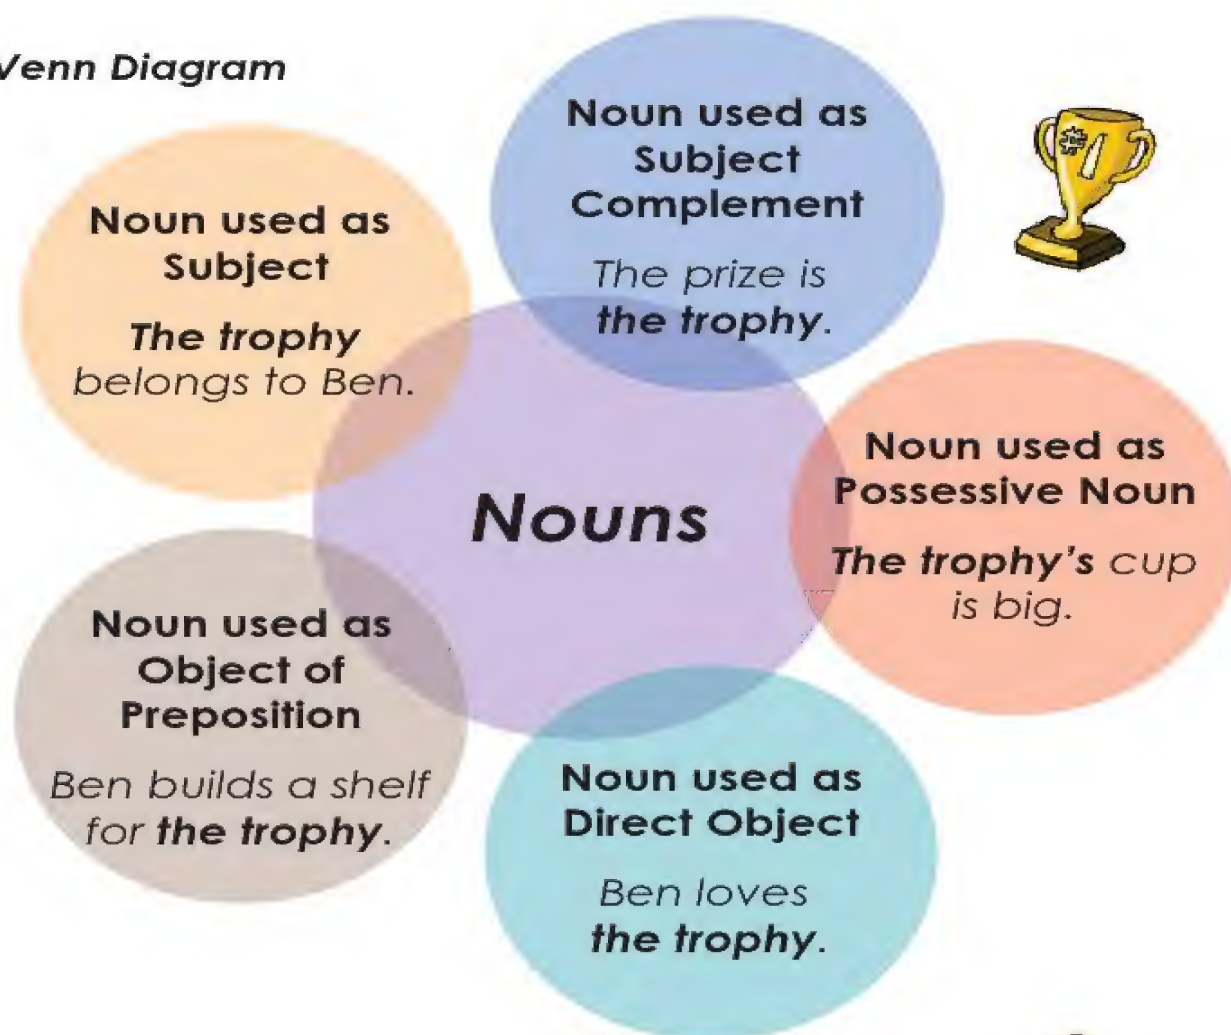 Venn Diagram
Noun used as
Subject
The trophy
belongs to Ben.
Noun used as
Subject
Complement
The prize is
the trophy.
#1
Noun used as
Possessive Noun
The trophy's cup
is big.
Nouns
Noun used as
Object of
Preposition
Ben builds a shelf
for the trophy.
Noun used as
Direct Object
Ben loves
the trophy.